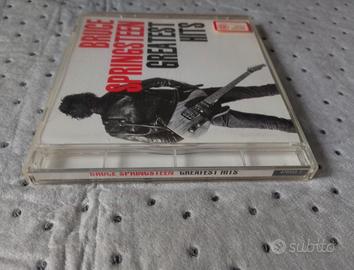 BRUCE
SPRINGSTEEN
GREATEST
HITS
BRUCE SPRINGSTEEN GREATEST HITS
subito